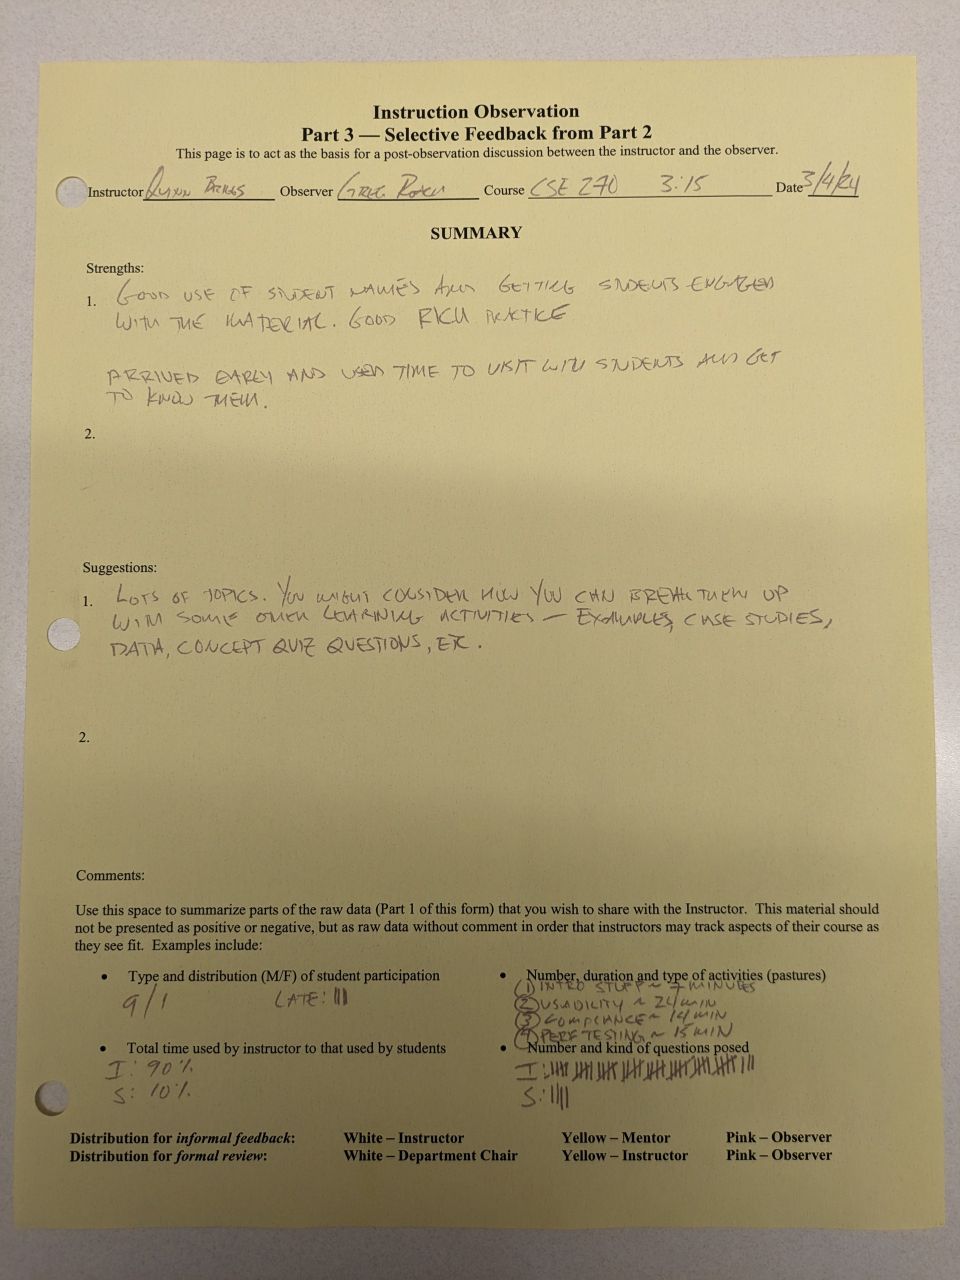 Instruction Observation
Part 3 — Selective Feedback from Part 2
This page is to act as the basis for a post-observation discussion between the instructor and the observer.
Instructor Lynn Briggs Observer Greg Course CSE 270 3:15 Date 3/4/24
SUMMARY
Strengths:
1. GOOD USE OF STUDENT NAMES AND GETTING STUDENTS ENGAGED
WITH THE MATERIAL. GOOD RICH PRACTICE
ARRIVED EARLY AND USED TIME TO VISIT WITH STUDENTS AND GET
TO KNOW THEM.
2.
Suggestions:
1. LOTS OF TOPICS. YOU MIGHT CONSIDER HOW YOU CAN BREAK THEM UP
WITH SOME OTHER LEARNING ACTIVITIES — EXAMPLES, CASE STUDIES,
DATA, CONCEPT QUIZ QUESTIONS, ETC.
2.
Comments:
Use this space to summarize parts of the raw data (Part 1 of this form) that you wish to share with the Instructor. This material should
not be presented as positive or negative, but as raw data without comment in order that instructors may track aspects of their course as
they see fit. Examples include:
• Type and distribution (M/F) of student participation
9/1 LATE: |||
• Total time used by instructor to that used by students
I: 90%
S: 10%
• Number, duration and type of activities (pastures)
(1) INTRO STUFF ~ 7 MINUTES
(2) USABILITY ~ 24 MIN
(3) COMPLIANCE ~ 14 MIN
(4) PERF TESTING ~ 15 MIN
• Number and kind of questions posed
I:
S: ||||
Distribution for informal feedback: White – Instructor Yellow – Mentor Pink – Observer
Distribution for formal review: White – Department Chair Yellow – Instructor Pink – Observer